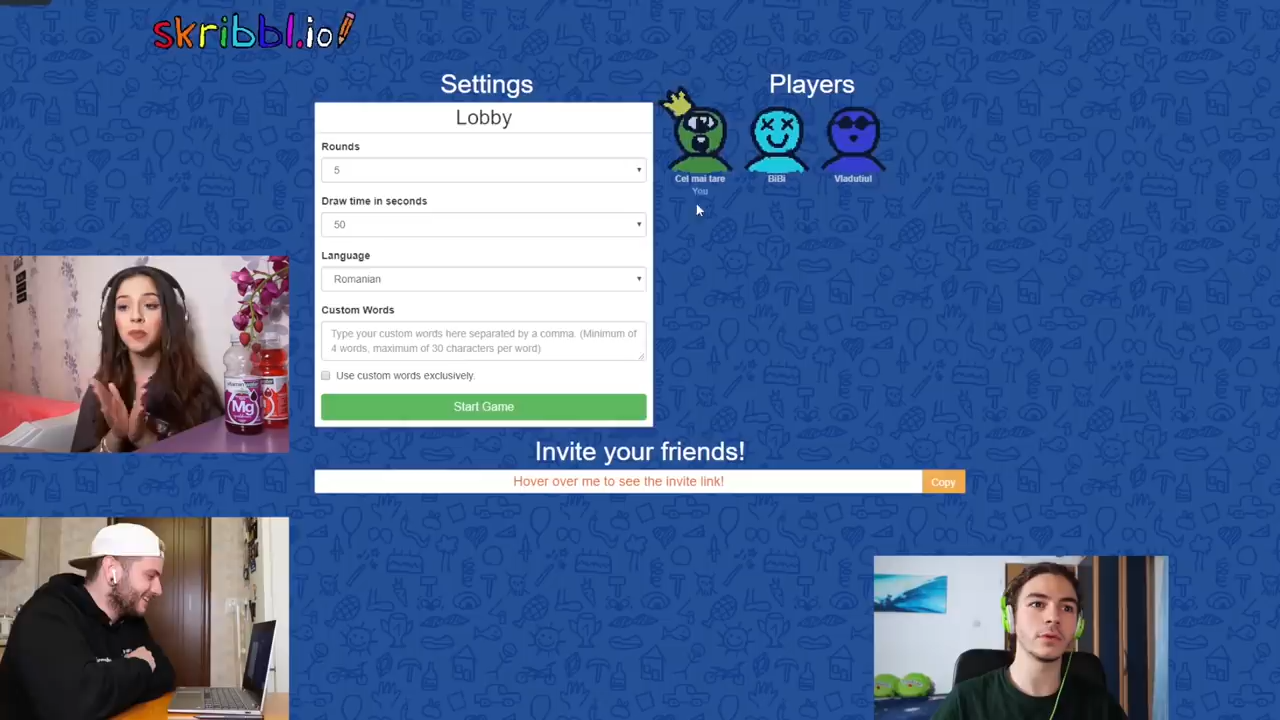 skribbl.io
Settings
Players
Lobby
Rounds
5
Cel mai tare
You
BiBi
Vladutiul
Draw time in seconds
50
Language
Romanian
Custom Words
Type your custom words here separated by a comma. (Minimum of
4 words, maximum of 30 characters per word)
Use custom words exclusively.
Start Game
Invite your friends!
Hover over me to see the invite link!
Copy
Mg